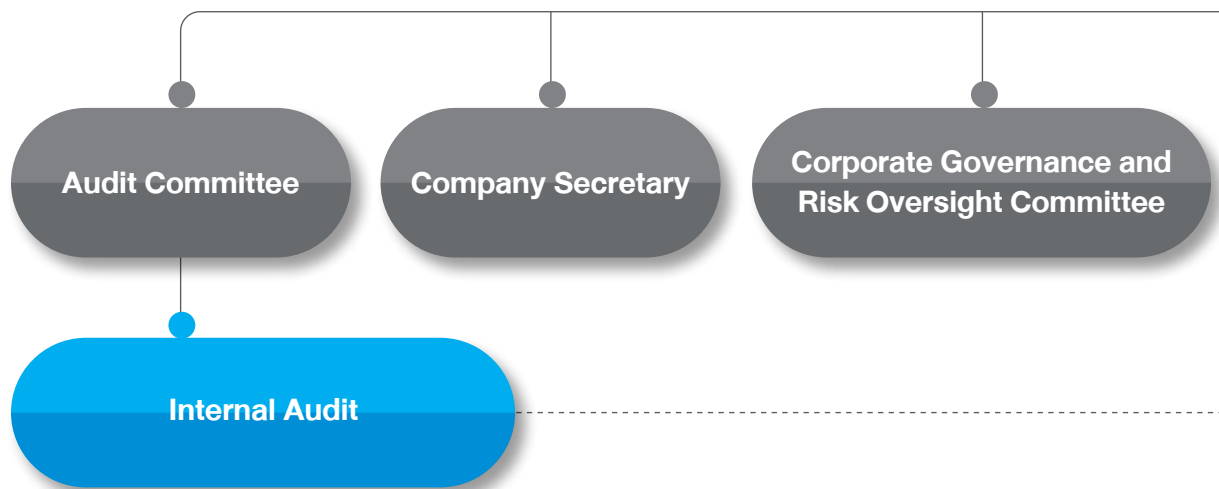 Audit Committee
Company Secretary
Corporate Governance and
Risk Oversight Committee
Internal Audit